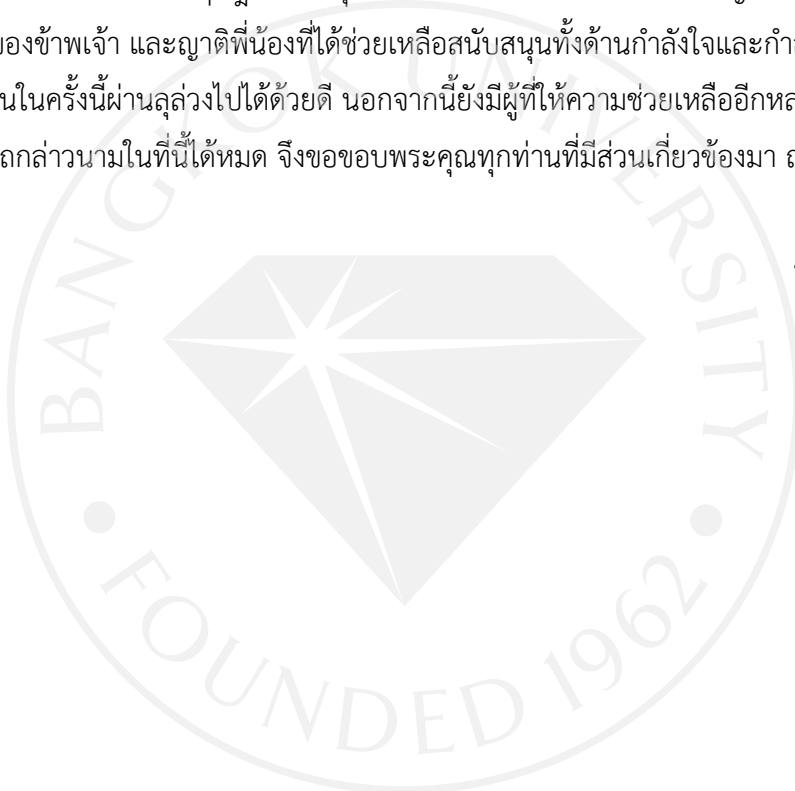 ของข้าพเจ้า และญาติพี่น้องที่ได้ช่วยเหลือสนับสนุนทั้งด้านกำลังใจและ
นในครั้งนี้ผ่านลุล่วงไปได้ด้วยดี นอกจากนี้ยังมีผู้ที่ให้ความช่วยเหลืออีก
ถกล่าวนามในที่นี้ได้หมด จึงขอขอบพระคุณทุกท่านที่มีส่วนเกี่ยวข้องมา
BANGKOK UNIVERSITY
FOUNDED 1962